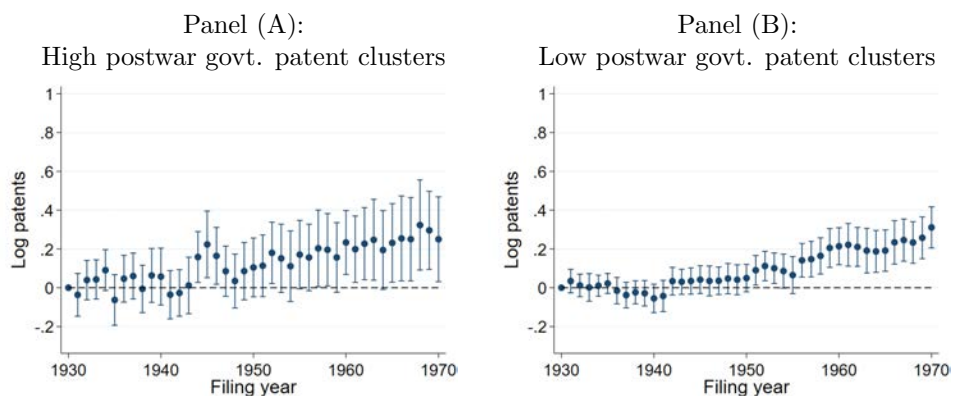 Panel (A):
High postwar govt. patent clusters
1
.8
.6
.4
.2
0
-.2
Log patents
1930 1940 1950 1960 1970
Filing year
Panel (B):
Low postwar govt. patent clusters
1
.8
.6
.4
.2
0
-.2
Log patents
1930 1940 1950 1960 1970
Filing year